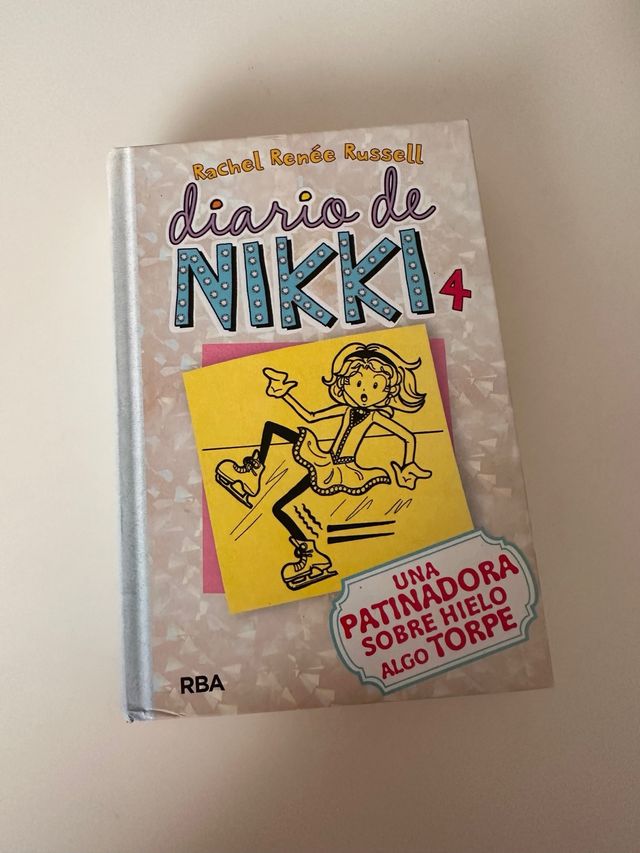 Rachel Renée Russell
diario de
NIKKI 4
UNA
PATINADORA
SOBRE HIELO
ALGO TORPE
RBA